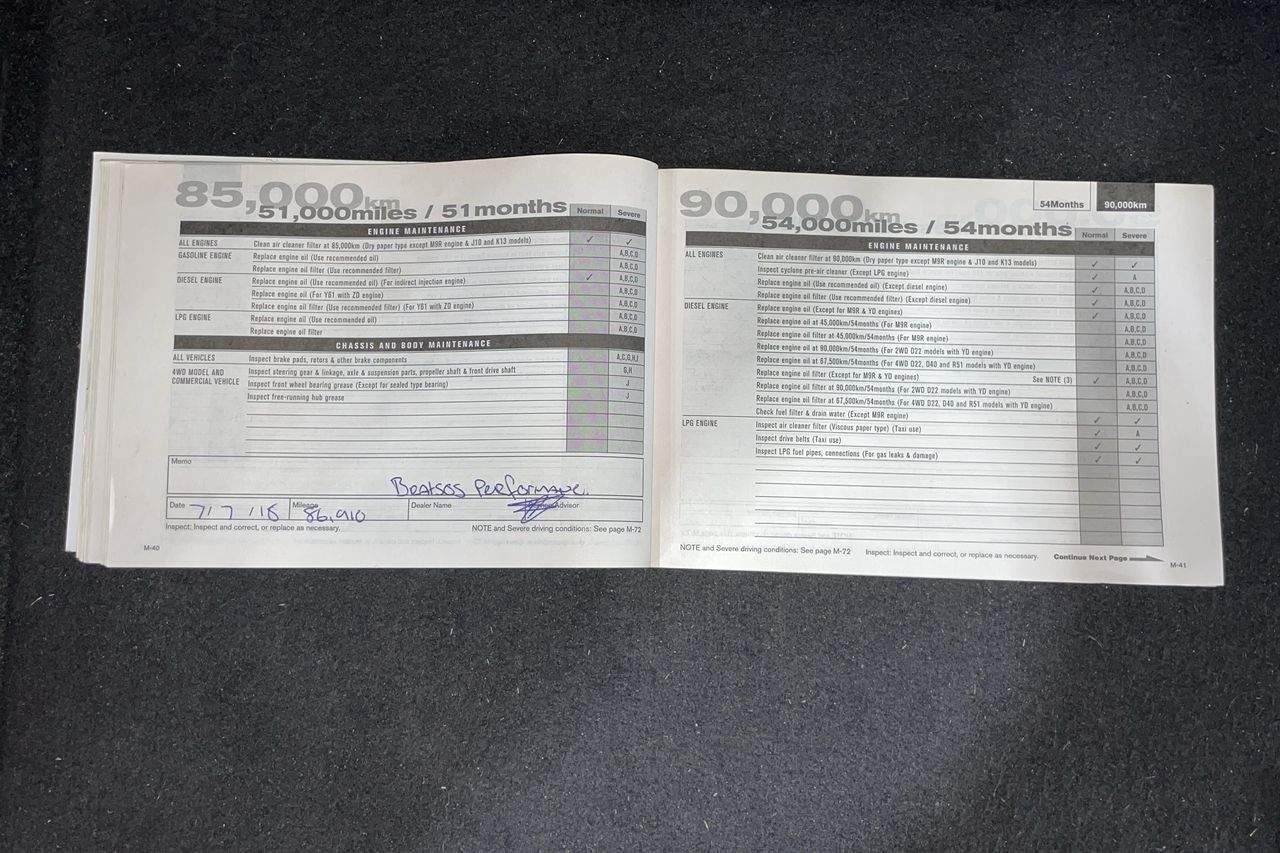 85,000km
51,000miles / 51months
Normal Severe
ENGINE MAINTENANCE
ALL ENGINES Clean air cleaner filter at 85,000km (Dry paper type except M9R engine & J10 and K13 models) ✓ ✓
GASOLINE ENGINE Replace engine oil (Use recommended oil) A,B,C,D
Replace engine oil filter (Use recommended filter) A,B,C,D
DIESEL ENGINE Replace engine oil (Use recommended oil) (For indirect injection engine) ✓ A,B,C,D
Replace engine oil (For Y61 with ZD engine) A,B,C,D
Replace engine oil filter (Use recommended filter) (For Y61 with ZD engine) A,B,C,D
LPG ENGINE Replace engine oil (Use recommended oil) A,B,C,D
Replace engine oil filter A,B,C,D
CHASSIS AND BODY MAINTENANCE
ALL VEHICLES Inspect brake pads, rotors & other brake components A,C,G,H,I
4WD MODEL AND COMMERCIAL VEHICLE Inspect steering gear & linkage, axle & suspension parts, propeller shaft & front drive shaft G,H
Inspect front wheel bearing grease (Except for sealed type bearing) J
Inspect free-running hub grease J
Memo
Performance.
Date 7/7/18 Mileage 86,910 Dealer Name Advisor
Inspect: Inspect and correct, or replace as necessary. NOTE and Severe driving conditions: See page M-72
M-40
54Months 90,000km
90,000km
54,000miles / 54months
Normal Severe
ENGINE MAINTENANCE
ALL ENGINES Clean air cleaner filter at 90,000km (Dry paper type except M9R engine & J10 and K13 models) ✓ ✓
Inspect cyclone pre-air cleaner (Except LPG engine) ✓ A
Replace engine oil (Use recommended oil) (Except diesel engine) ✓ A,B,C,D
Replace engine oil filter (Use recommended filter) (Except diesel engine) ✓ A,B,C,D
DIESEL ENGINE Replace engine oil (Except for M9R & YD engines) ✓ A,B,C,D
Replace engine oil at 45,000km/54months (For M9R engine) A,B,C,D
Replace engine oil filter at 45,000km/54months (For M9R engine) A,B,C,D
Replace engine oil at 90,000km/54months (For 2WD D22 models with YD engine) A,B,C,D
Replace engine oil at 67,500km/54months (For 4WD D22, D40 and R51 models with YD engine) A,B,C,D
Replace engine oil filter (Except for M9R & YD engines) See NOTE (3) ✓ A,B,C,D
Replace engine oil filter at 90,000km/54months (For 2WD D22 models with YD engine) A,B,C,D
Replace engine oil filter at 67,500km/54months (For 4WD D22, D40 and R51 models with YD engine) A,B,C,D
Check fuel filter & drain water (Except M9R engine) ✓ ✓
LPG ENGINE Inspect air cleaner filter (Viscous paper type) (Taxi use) ✓ A
Inspect drive belts (Taxi use) ✓ ✓
Inspect LPG fuel pipes, connections (For gas leaks & damage) ✓ ✓
NOTE and Severe driving conditions: See page M-72 Inspect: Inspect and correct, or replace as necessary. Continue Next Page
M-41